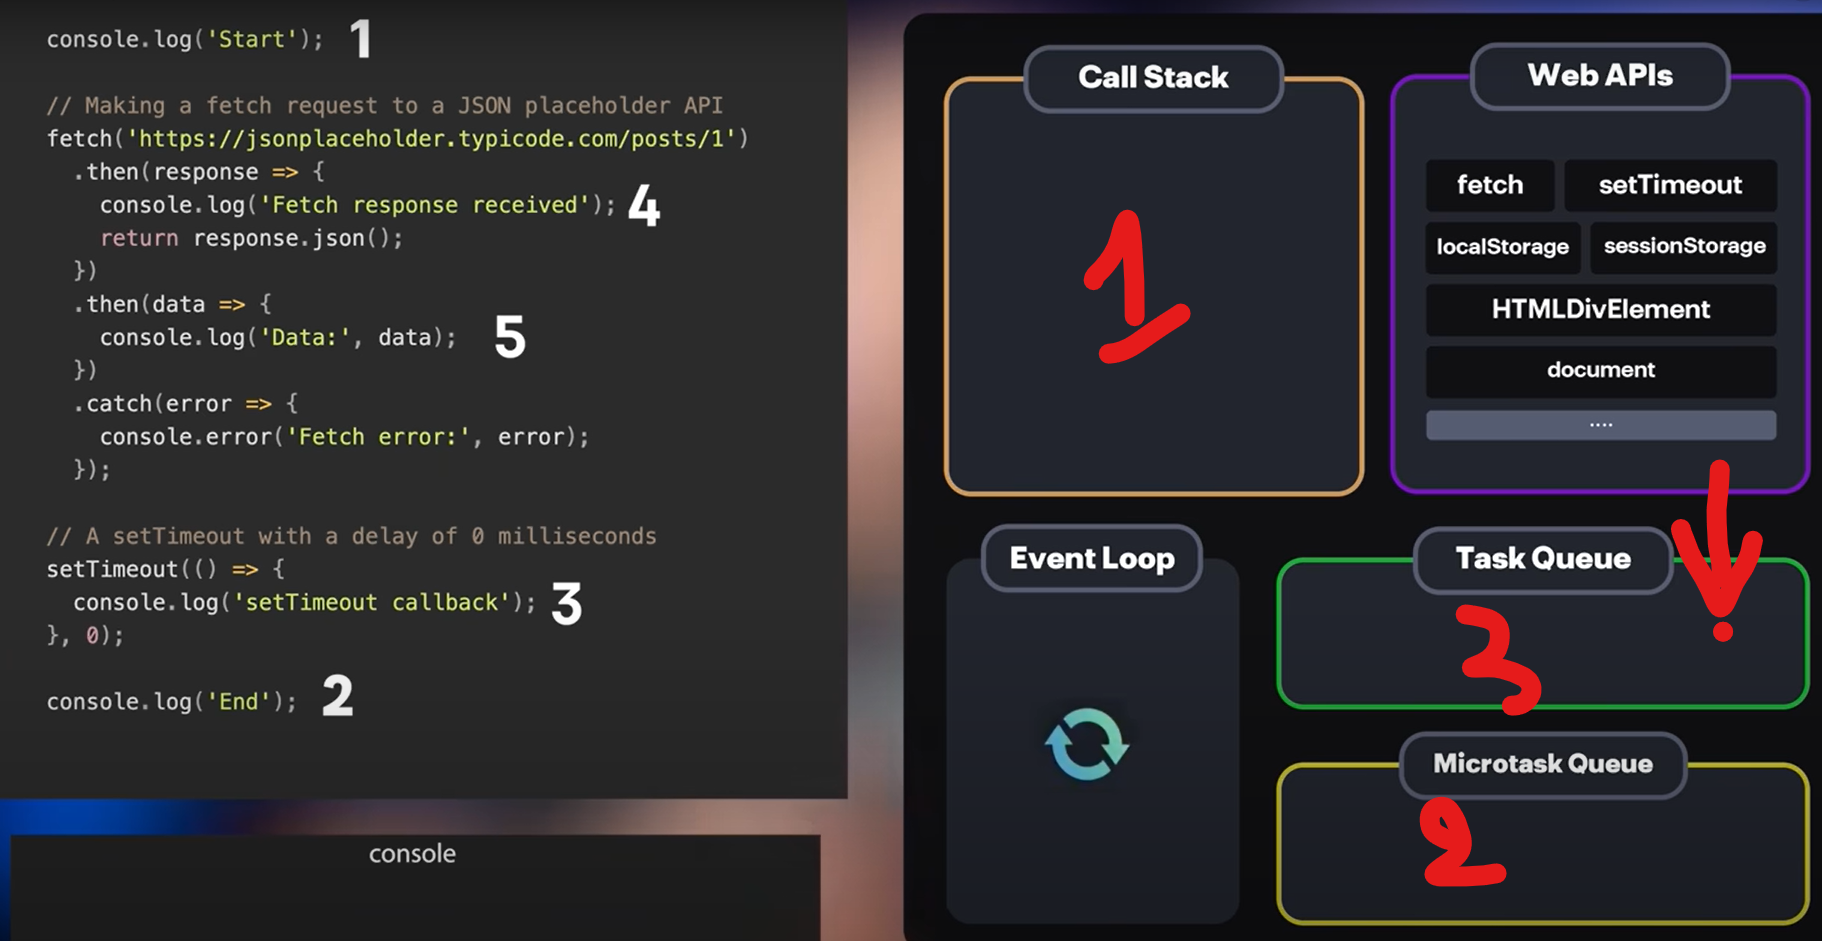 console.log('Start'); 1
// Making a fetch request to a JSON placeholder API
fetch('https://jsonplaceholder.typicode.com/posts/1')
.then(response => {
console.log('Fetch response received'); 4
return response.json();
})
.then(data => {
console.log('Data:', data); 5
})
.catch(error => {
console.error('Fetch error:', error);
});
// A setTimeout with a delay of 0 milliseconds
setTimeout(() => {
console.log('setTimeout callback'); 3
}, 0);
console.log('End'); 2
console
Call Stack
1
Web APIs
fetch setTimeout
localStorage sessionStorage
HTMLDivElement
document
....
Event Loop
Task Queue
3
Microtask Queue
2